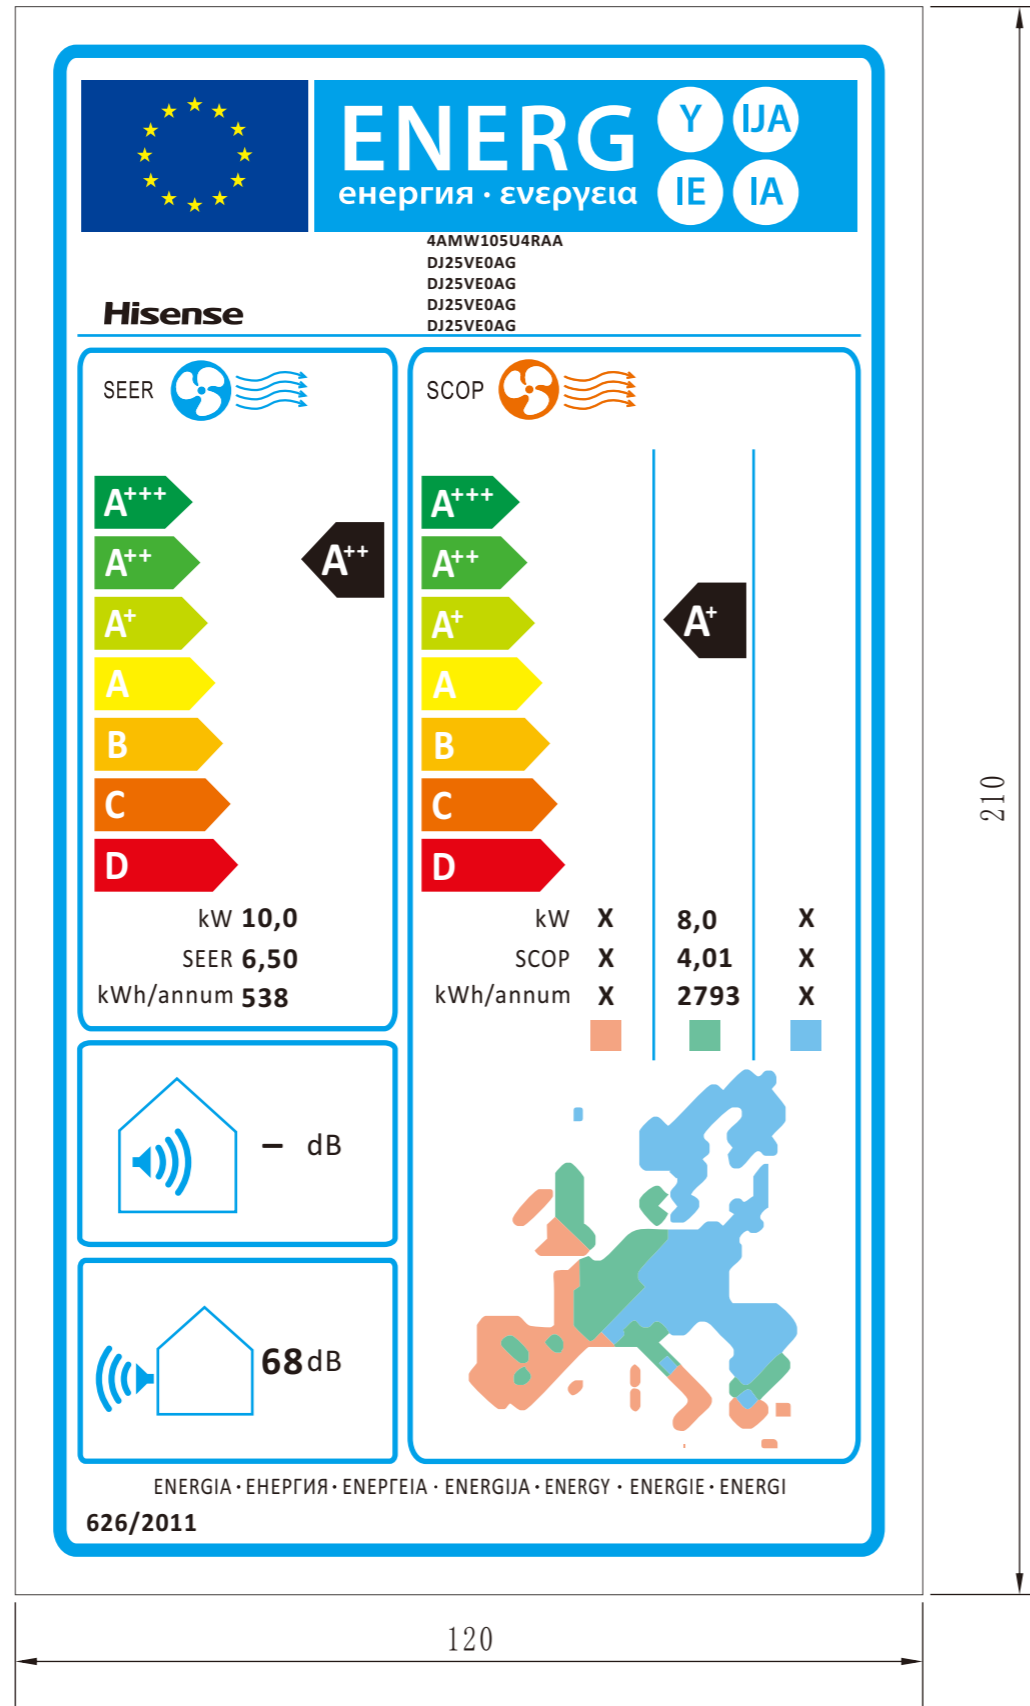 ENERG Y IJA
енергия · ενεργεια IE IA
4AMW105U4RAA
DJ25VE0AG
DJ25VE0AG
DJ25VE0AG
DJ25VE0AG
Hisense
SEER
A+++
A++
A++
A+
A
B
C
D
kW 10,0
SEER 6,50
kWh/annum 538
SCOP
A+++
A++
A+
A+
A
B
C
D
kW X 8,0 X
SCOP X 4,01 X
kWh/annum X 2793 X
– dB
68 dB
ENERGIA · ЕНЕРГИЯ · ΕΝΕΡΓΕΙΑ · ENERGIJA · ENERGY · ENERGIE · ENERGI
626/2011
210
120